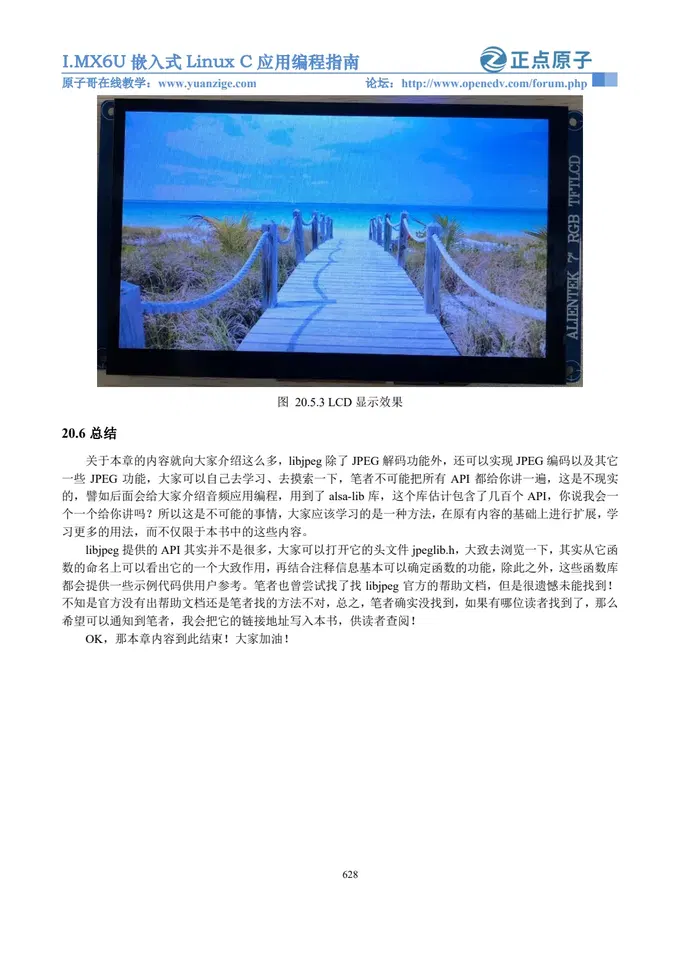 I.MX6U 嵌入式 Linux C 应用编程指南
正点原子
原子哥在线教学：www.yuanzige.com 论坛：http://www.openedv.com/forum.php
ALIENTEK 7" RGB TFTLCD
图 20.5.3 LCD 显示效果
20.6 总结
关于本章的内容就向大家介绍这么多，libjpeg 除了 JPEG 解码功能外，还可以实现 JPEG 编码以及其它
一些 JPEG 功能，大家可以自己去学习、去摸索一下，笔者不可能把所有 API 都给你讲一遍，这是不现实
的，譬如后面会给大家介绍音频应用编程，用到了 alsa-lib 库，这个库估计包含了几百个 API，你说我会一
个一个给你讲吗？所以这是不可能的事情，大家应该学习的是一种方法，在原有内容的基础上进行扩展，学
习更多的用法，而不仅限于本书中的这些内容。
libjpeg 提供的 API 其实并不是很多，大家可以打开它的头文件 jpeglib.h，大致去浏览一下，其实从它函
数的命名上可以看出它的一个大致作用，再结合注释信息基本可以确定函数的功能，除此之外，这些函数库
都会提供一些示例代码供用户参考。笔者也曾尝试找了找 libjpeg 官方的帮助文档，但是很遗憾未能找到！
不知是官方没有出帮助文档还是笔者找的方法不对，总之，笔者确实没找到，如果有哪位读者找到了，那么
希望可以通知到笔者，我会把它的链接地址写入本书，供读者查阅！
OK，那本章内容到此结束！大家加油！
628